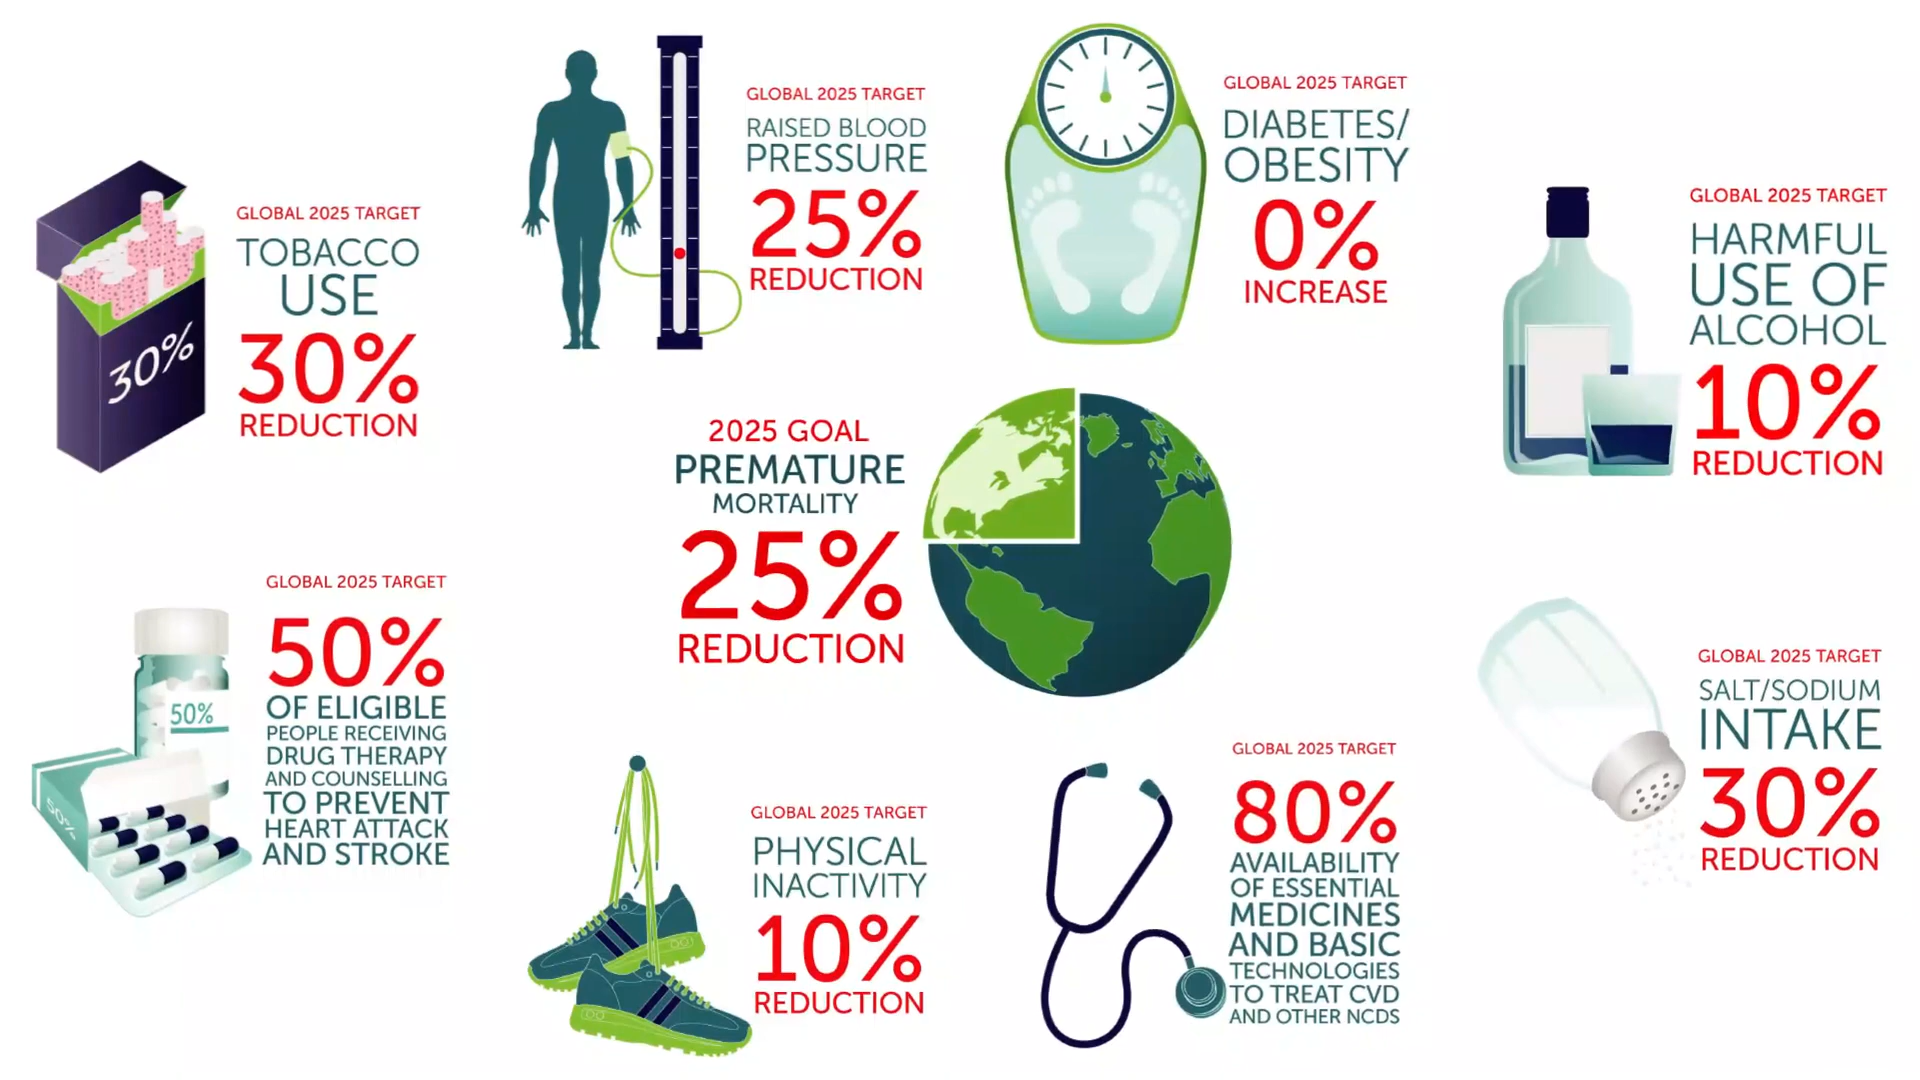 GLOBAL 2025 TARGET
TOBACCO
USE
30%
REDUCTION
30%
GLOBAL 2025 TARGET
RAISED BLOOD
PRESSURE
25%
REDUCTION
GLOBAL 2025 TARGET
DIABETES/
OBESITY
0%
INCREASE
GLOBAL 2025 TARGET
HARMFUL
USE OF
ALCOHOL
10%
REDUCTION
2025 GOAL
PREMATURE
MORTALITY
25%
REDUCTION
GLOBAL 2025 TARGET
50%
OF ELIGIBLE
PEOPLE RECEIVING
DRUG THERAPY
AND COUNSELLING
TO PREVENT
HEART ATTACK
AND STROKE
50%
50%
GLOBAL 2025 TARGET
PHYSICAL
INACTIVITY
10%
REDUCTION
GLOBAL 2025 TARGET
80%
AVAILABILITY
OF ESSENTIAL
MEDICINES
AND BASIC
TECHNOLOGIES
TO TREAT CVD
AND OTHER NCDS
GLOBAL 2025 TARGET
SALT/SODIUM
INTAKE
30%
REDUCTION